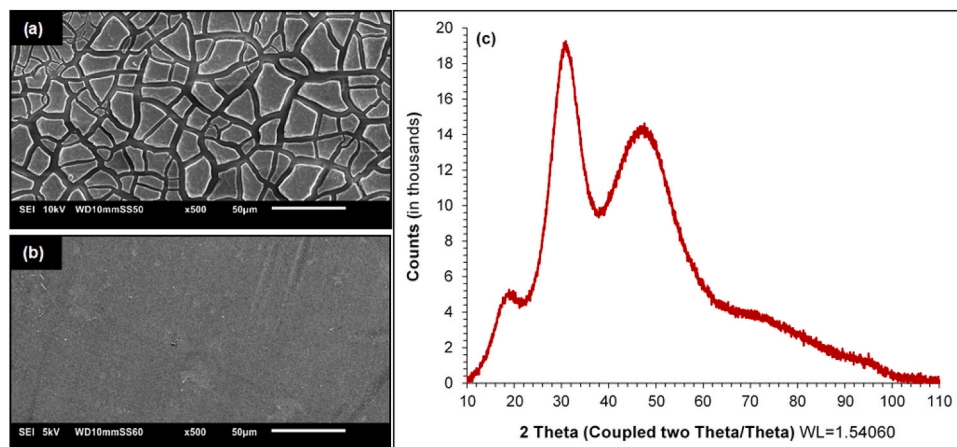 (a)
SEI 10kV WD10mmSS50 x500 50µm
(b)
SEI 5kV WD10mmSS60 x500 50µm
(c)
Counts (in thousands)
20
18
16
14
12
10
8
6
4
2
0
10 20 30 40 50 60 70 80 90 100 110
2 Theta (Coupled two Theta/Theta) WL=1.54060